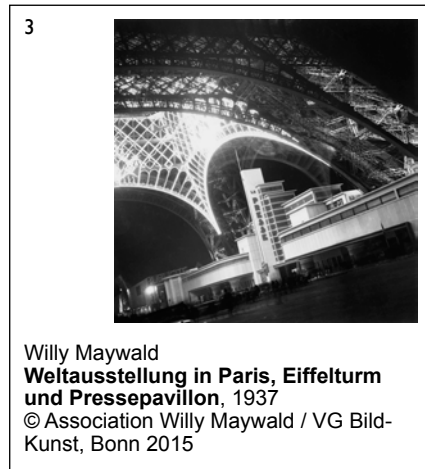 3
Willy Maywald
Weltausstellung in Paris, Eiffelturm
und Pressepavillon, 1937
© Association Willy Maywald / VG Bild-
Kunst, Bonn 2015